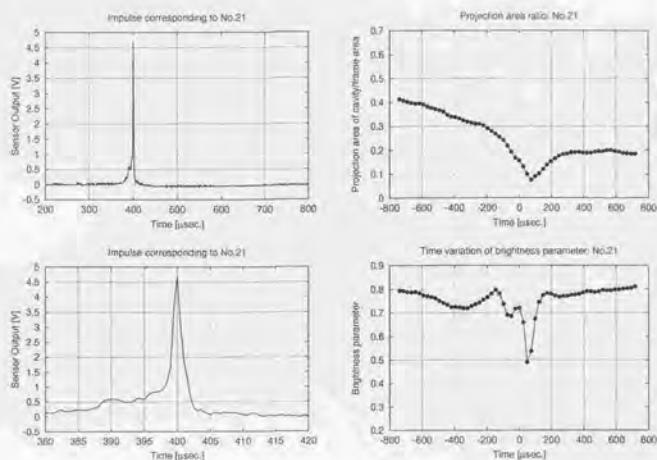 Impulse corresponding to No.21
Sensor Output [V]
5
4.5
4
3.5
3
2.5
2
1.5
1
0.5
0
-0.5
200 300 400 500 600 700 800
Time [μsec.]
Projection area ratio: No.21
Projection area of cavity/frame area
0.7
0.6
0.5
0.4
0.3
0.2
0.1
0
-800 -600 -400 -200 0 200 400 600 800
Time [μsec.]
Impulse corresponding to No.21
Sensor Output [V]
5
4.5
4
3.5
3
2.5
2
1.5
1
0.5
0
-0.5
380 385 390 395 400 405 410 415 420
Time [μsec.]
Time variation of brightness parameter: No.21
Brightness parameter
0.9
0.8
0.7
0.6
0.5
0.4
0.3
0.2
-800 -600 -400 -200 0 200 400 600 800
Time [μsec.]